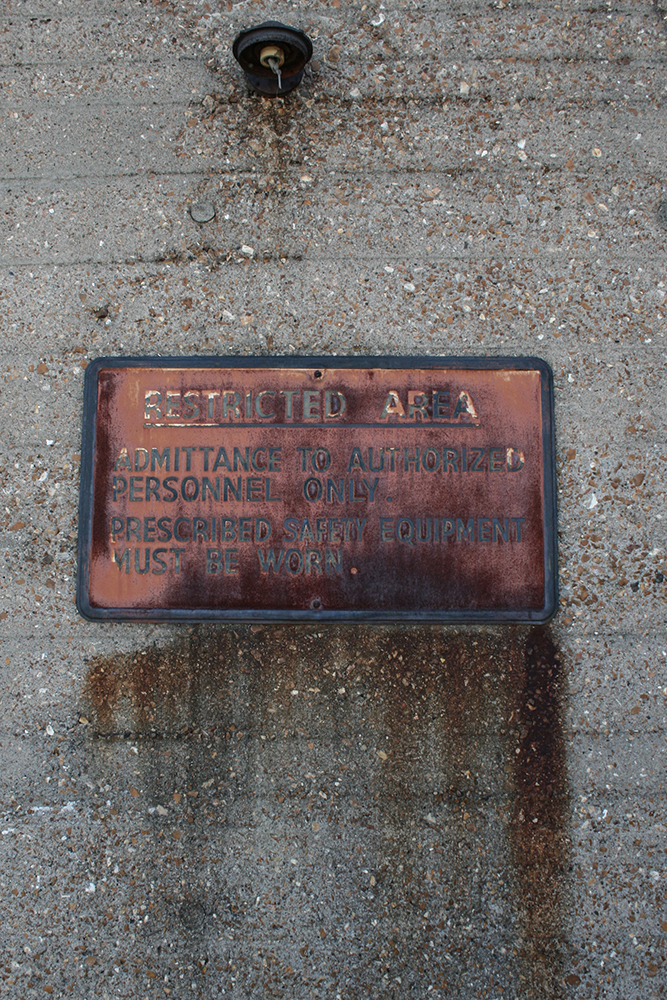 RESTRICTED AREA
ADMITTANCE TO AUTHORIZED
PERSONNEL ONLY.
PRESCRIBED SAFETY EQUIPMENT
MUST BE WORN.